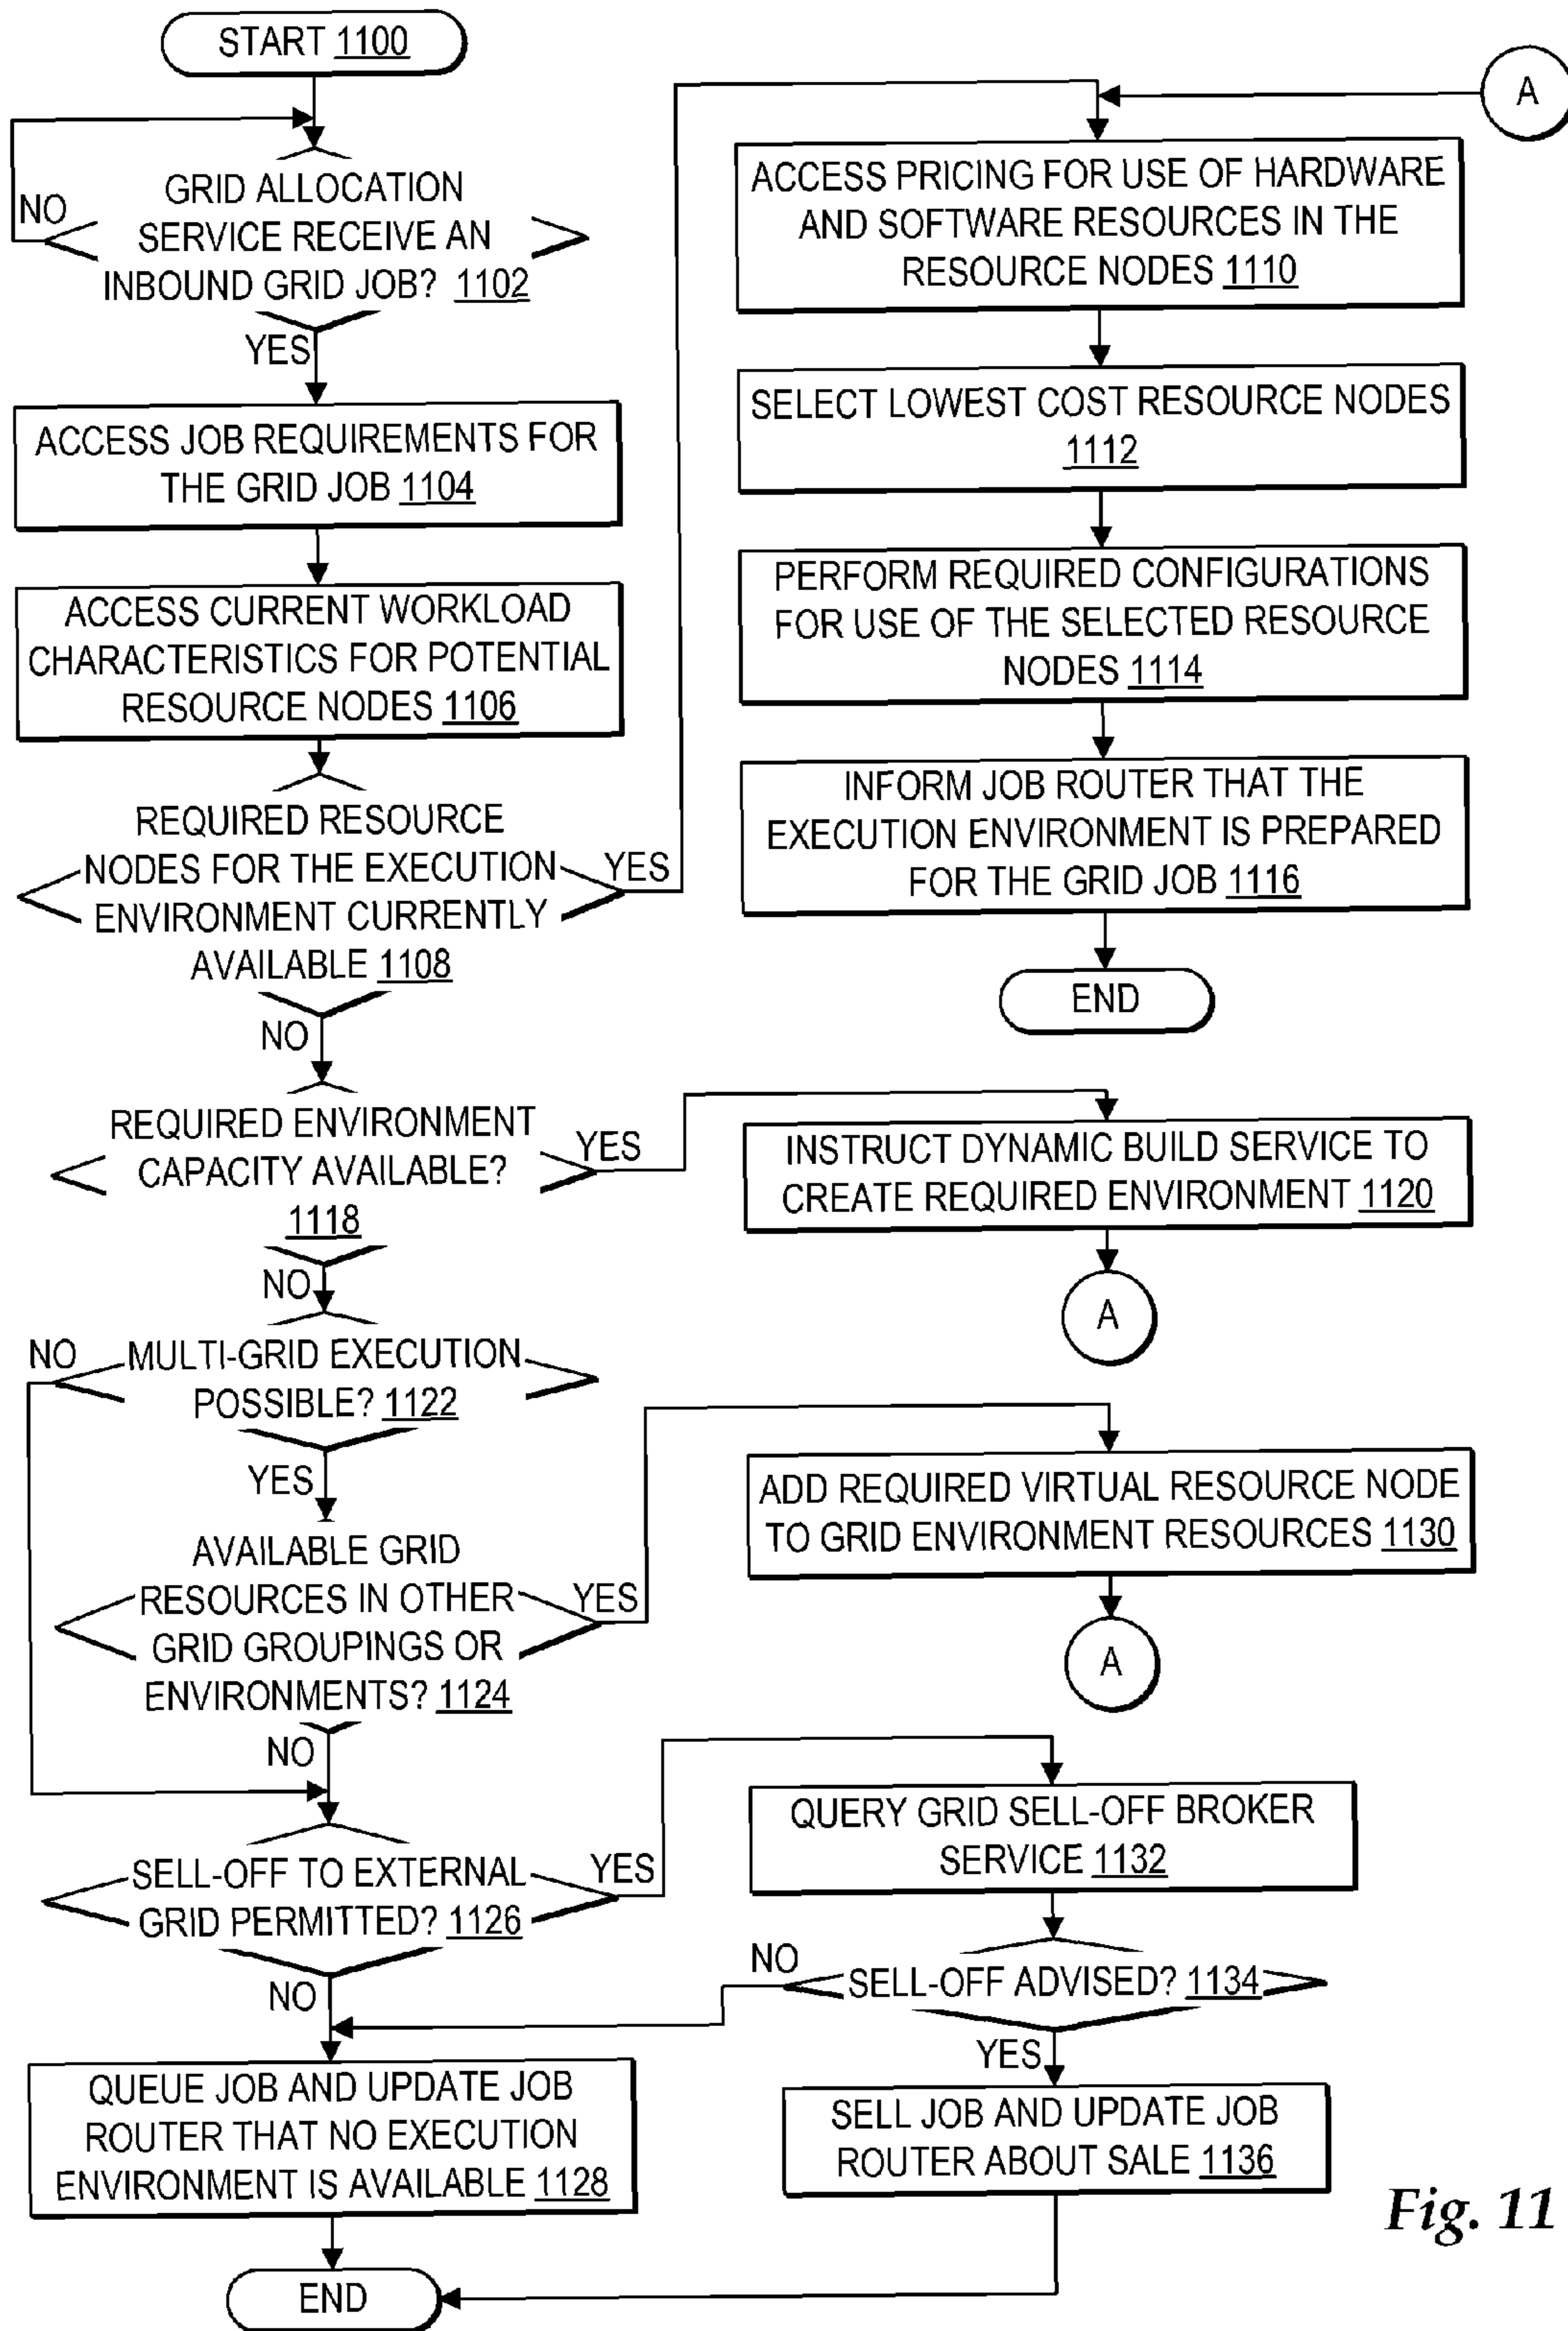 START 1100
GRID ALLOCATION
SERVICE RECEIVE AN
INBOUND GRID JOB? 1102
NO
YES
ACCESS JOB REQUIREMENTS FOR
THE GRID JOB 1104
ACCESS CURRENT WORKLOAD
CHARACTERISTICS FOR POTENTIAL
RESOURCE NODES 1106
REQUIRED RESOURCE
NODES FOR THE EXECUTION
ENVIRONMENT CURRENTLY
AVAILABLE 1108
YES
NO
A
ACCESS PRICING FOR USE OF HARDWARE
AND SOFTWARE RESOURCES IN THE
RESOURCE NODES 1110
SELECT LOWEST COST RESOURCE NODES
1112
PERFORM REQUIRED CONFIGURATIONS
FOR USE OF THE SELECTED RESOURCE
NODES 1114
INFORM JOB ROUTER THAT THE
EXECUTION ENVIRONMENT IS PREPARED
FOR THE GRID JOB 1116
END
REQUIRED ENVIRONMENT
CAPACITY AVAILABLE?
1118
YES
NO
INSTRUCT DYNAMIC BUILD SERVICE TO
CREATE REQUIRED ENVIRONMENT 1120
A
MULTI-GRID EXECUTION
POSSIBLE? 1122
NO
YES
AVAILABLE GRID
RESOURCES IN OTHER
GRID GROUPINGS OR
ENVIRONMENTS? 1124
YES
NO
ADD REQUIRED VIRTUAL RESOURCE NODE
TO GRID ENVIRONMENT RESOURCES 1130
A
SELL-OFF TO EXTERNAL
GRID PERMITTED? 1126
YES
NO
QUERY GRID SELL-OFF BROKER
SERVICE 1132
SELL-OFF ADVISED? 1134
NO
YES
QUEUE JOB AND UPDATE JOB
ROUTER THAT NO EXECUTION
ENVIRONMENT IS AVAILABLE 1128
SELL JOB AND UPDATE JOB
ROUTER ABOUT SALE 1136
END
Fig. 11